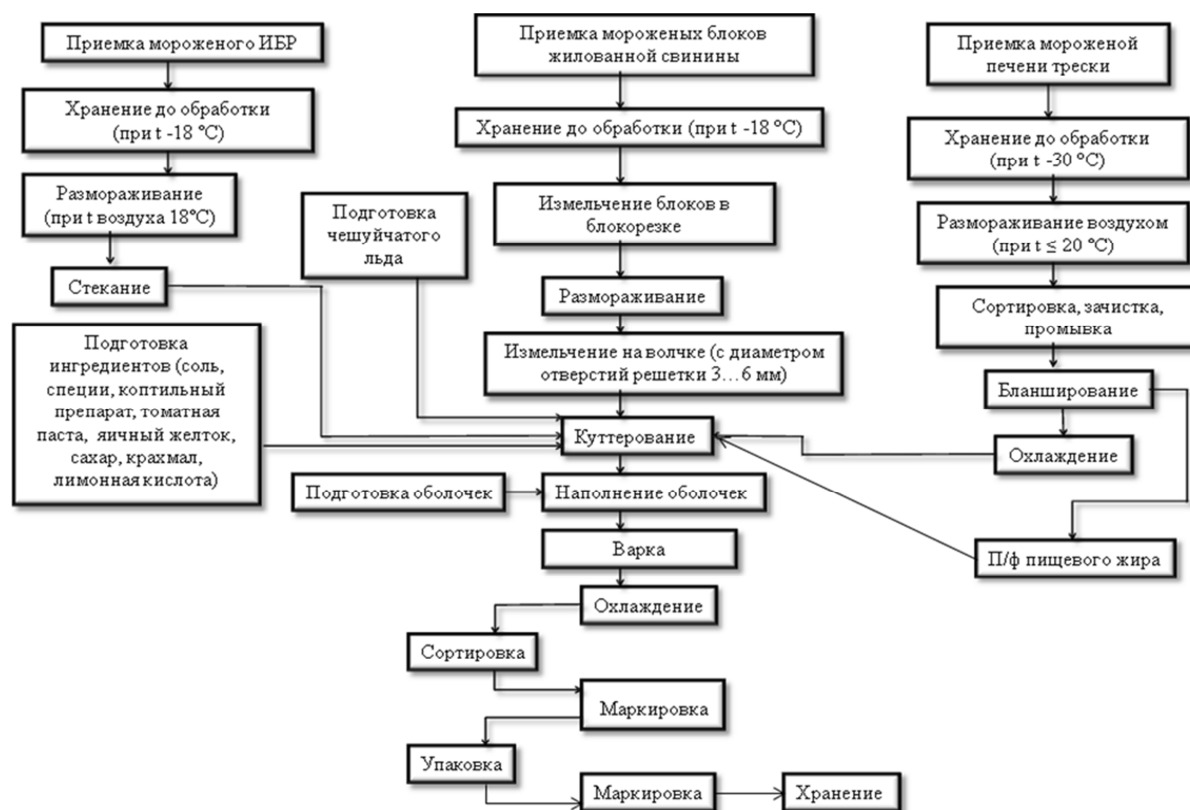 Приемка мороженого ИБР
Хранение до обработки
(при t -18 °C)
Размораживание
(при t воздуха 18°C)
Стекание
Подготовка
ингредиентов (соль,
специи, коптильный
препарат, томатная
паста, яичный желток,
сахар, крахмал,
лимонная кислота)
Подготовка
чешуйчатого
льда
Приемка мороженых блоков
жилованной свинины
Хранение до обработки (при t -18 °C)
Измельчение блоков в
блокорезке
Размораживание
Измельчение на волчке (с диаметром
отверстий решетки 3…6 мм)
Куттерование
Подготовка оболочек
Наполнение оболочек
Варка
Охлаждение
Сортировка
Маркировка
Упаковка
Маркировка
Хранение
Приемка мороженой
печени трески
Хранение до обработки
(при t -30 °C)
Размораживание воздухом
(при t ≤ 20 °C)
Сортировка, зачистка,
промывка
Бланширование
Охлаждение
П/ф пищевого жира